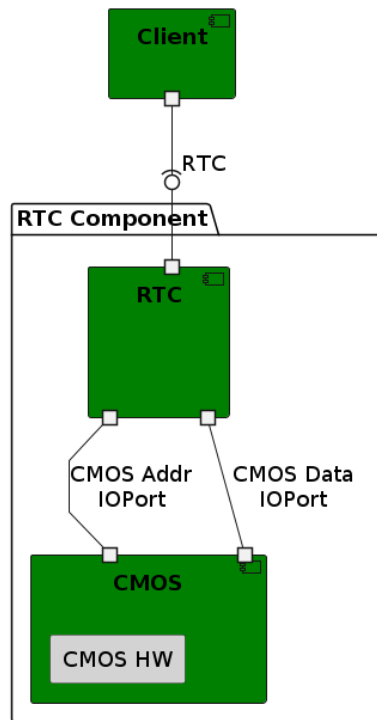 Client
RTC
RTC Component
RTC
CMOS Addr
IOPort
CMOS Data
IOPort
CMOS
CMOS HW